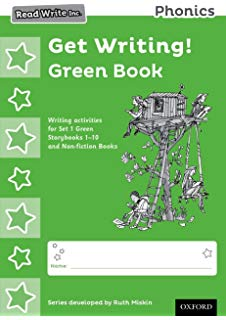 Read Write Inc.
Phonics
Get Writing!
Green Book
Writing activities
for Set 1 Green
Storybooks 1–10
and Non-fiction Books
Name:
Series developed by Ruth Miskin
OXFORD